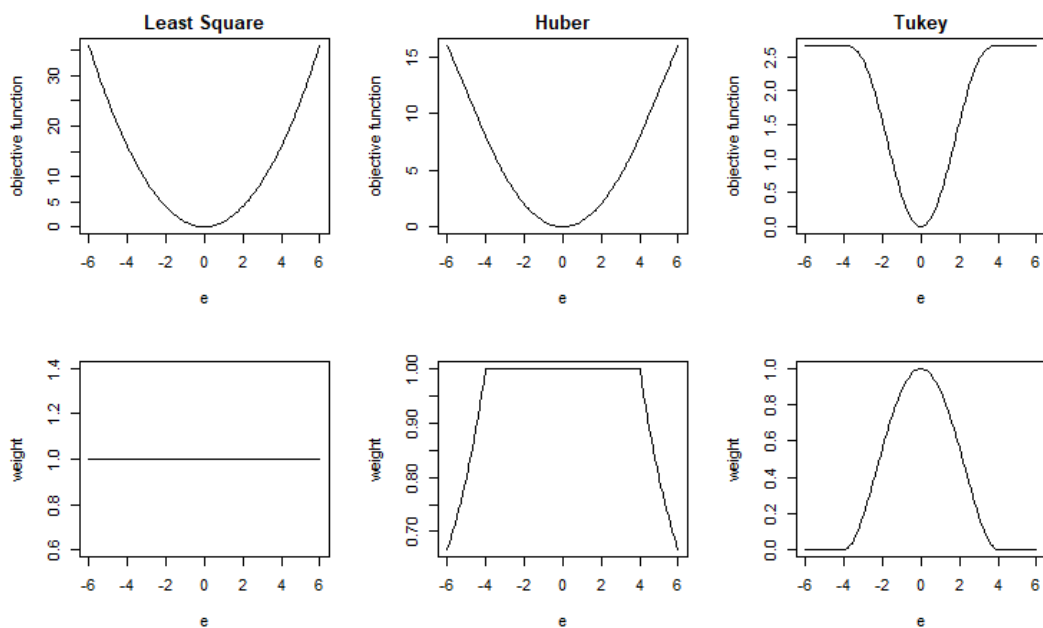 Least Square
objective function
0 5 10 20 30
-6 -4 -2 0 2 4 6
e
Huber
objective function
0 5 10 15
-6 -4 -2 0 2 4 6
e
Tukey
objective function
0.0 0.5 1.0 1.5 2.0 2.5
-6 -4 -2 0 2 4 6
e
weight
0.6 0.8 1.0 1.2 1.4
-6 -4 -2 0 2 4 6
e
weight
0.70 0.80 0.90 1.00
-6 -4 -2 0 2 4 6
e
weight
0.0 0.2 0.4 0.6 0.8 1.0
-6 -4 -2 0 2 4 6
e